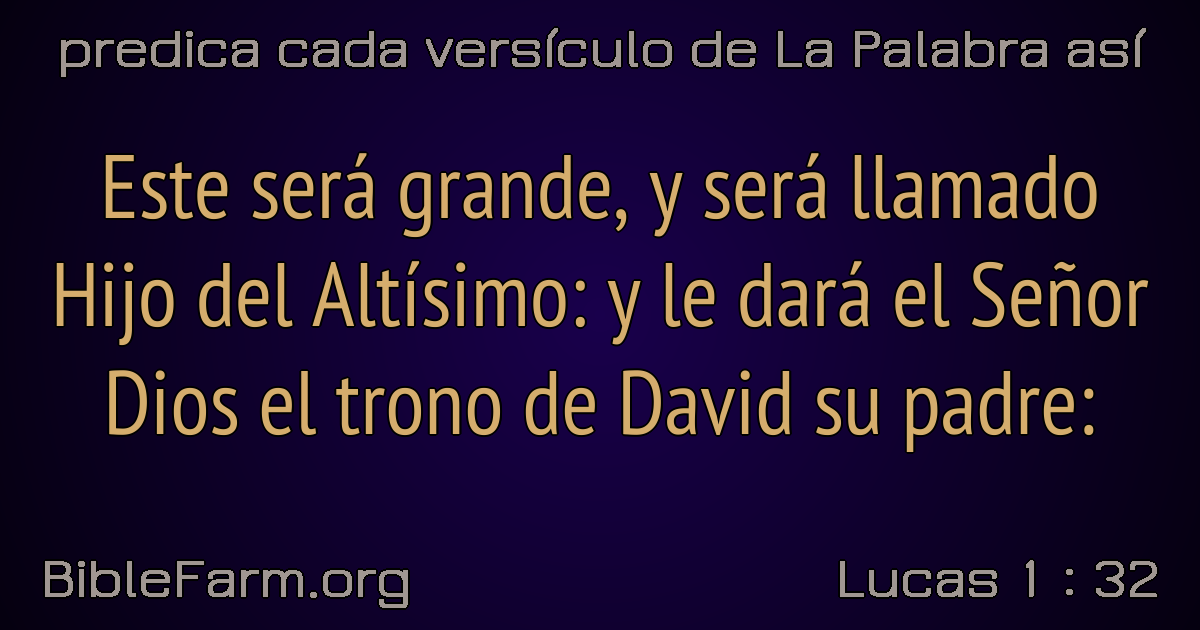 predica cada versículo de La Palabra así
Este será grande, y será llamado
Hijo del Altísimo: y le dará el Señor
Dios el trono de David su padre:
BibleFarm.org
Lucas 1 : 32